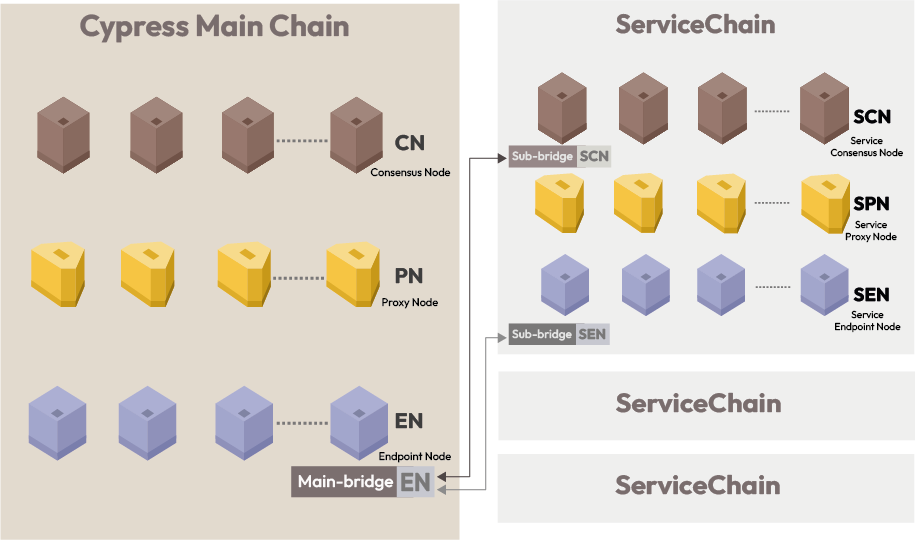 Cypress Main Chain
CN
Consensus Node
PN
Proxy Node
EN
Endpoint Node
Main-bridge EN
ServiceChain
SCN
Service
Consensus Node
Sub-bridge SCN
SPN
Service
Proxy Node
SEN
Service
Endpoint Node
Sub-bridge SEN
ServiceChain
ServiceChain